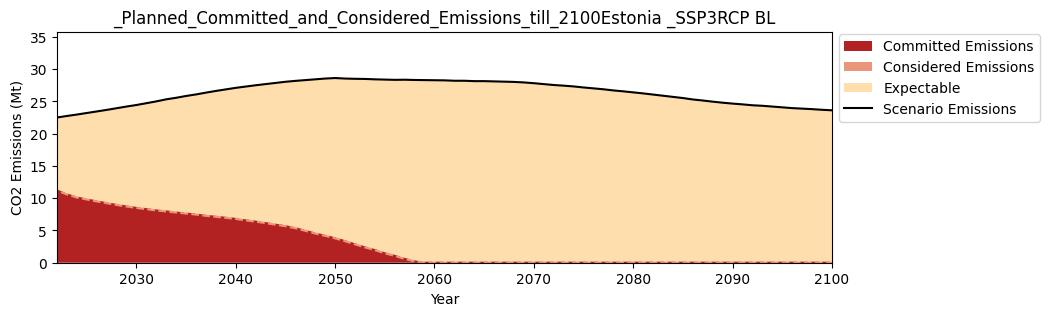 _Planned_Committed_and_Considered_Emissions_till_2100Estonia _SSP3RCP BL
35
30
25
20
15
10
5
0
CO2 Emissions (Mt)
2030 2040 2050 2060 2070 2080 2090 2100
Year
Committed Emissions
Considered Emissions
Expectable
Scenario Emissions